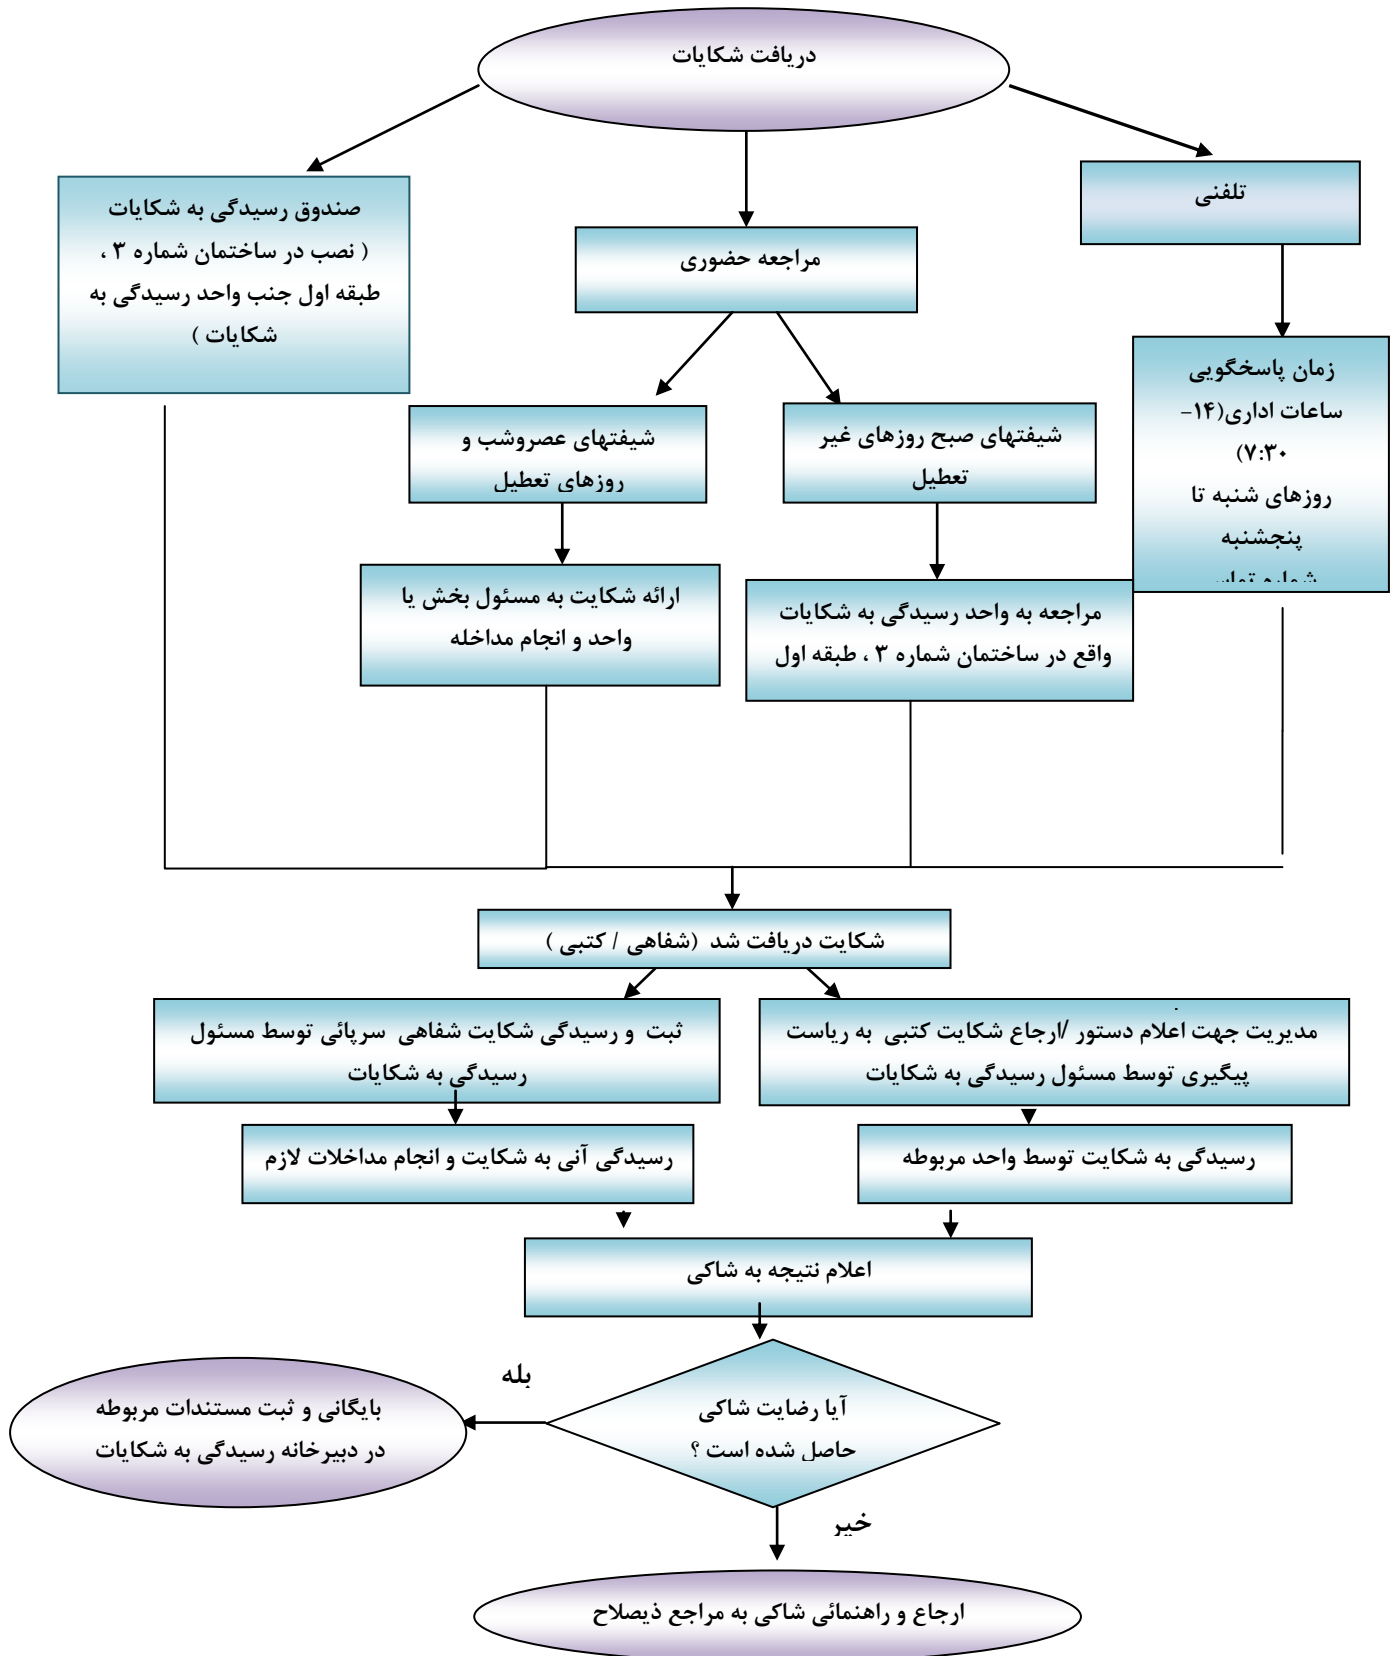 دریافت شکایات
تلفنی
صندوق رسیدگی به شکایات
( نصب در ساختمان شماره ۳ ،
طبقه اول جنب واحد رسیدگی به
شکایات )
مراجعه حضوری
زمان پاسخگویی
ساعات اداری(۱۴-
۷:۳۰)
روزهای شنبه تا
پنجشنبه
شیفتهای صبح روزهای غیر
تعطیل
شیفتهای عصروشب و
روزهای تعطیل
مراجعه به واحد رسیدگی به شکایات
واقع در ساختمان شماره ۳ ، طبقه اول
ارائه شکایت به مسئول بخش یا
واحد و انجام مداخله
شکایت دریافت شد (شفاهی / کتبی )
مدیریت جهت اعلام دستور /ارجاع شکایت کتبی به ریاست
پیگیری توسط مسئول رسیدگی به شکایات
ثبت و رسیدگی شکایت شفاهی سرپائی توسط مسئول
رسیدگی به شکایات
رسیدگی به شکایت توسط واحد مربوطه
رسیدگی آنی به شکایت و انجام مداخلات لازم
اعلام نتیجه به شاکی
آیا رضایت شاکی
حاصل شده است ؟
بله
بایگانی و ثبت مستندات مربوطه
در دبیرخانه رسیدگی به شکایات
خیر
ارجاع و راهنمائی شاکی به مراجع ذیصلاح